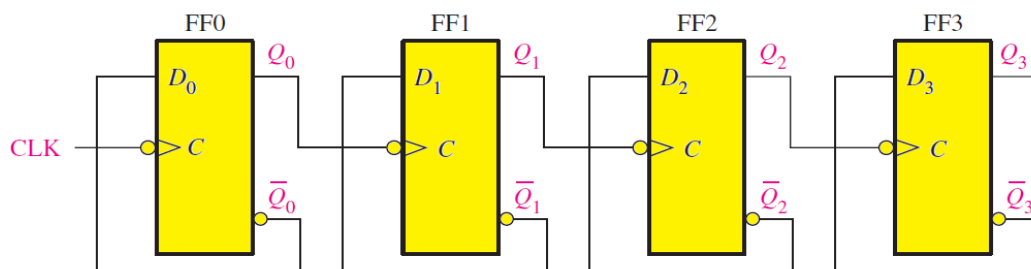 FF0 FF1 FF2 FF3
Q₀ Q₁ Q₂ Q₃
D₀ D₁ D₂ D₃
CLK C C C C
Q̅₀ Q̅₁ Q̅₂ Q̅₃